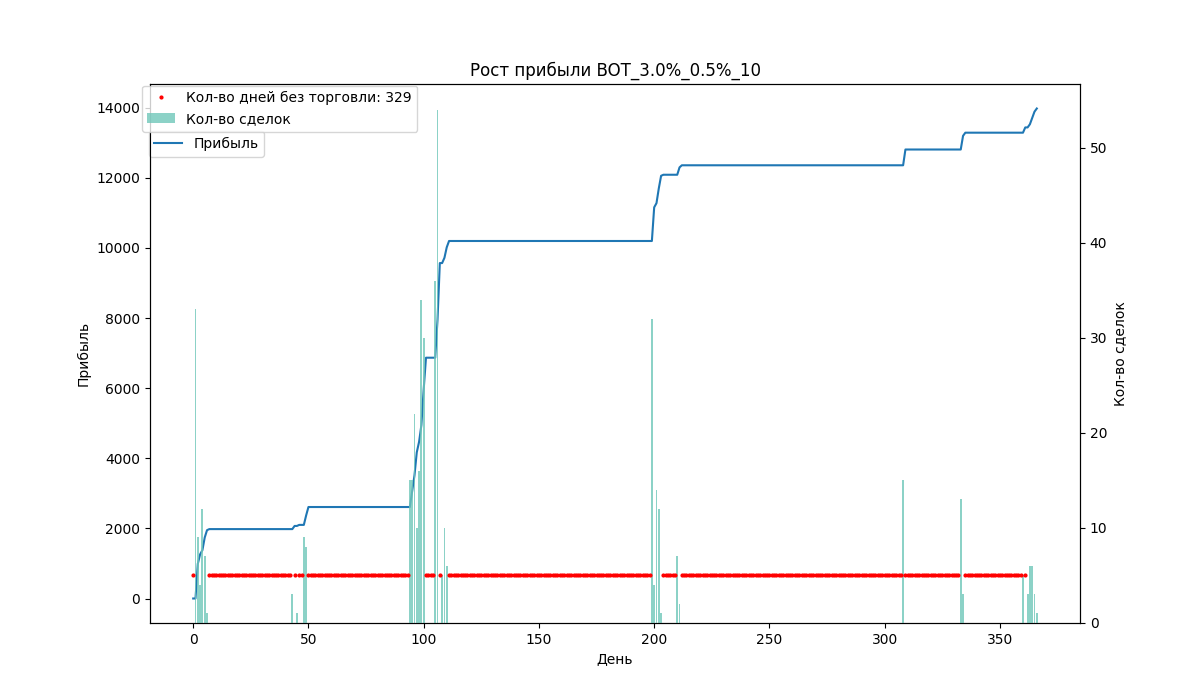 Рост прибыли BOT_3.0%_0.5%_10
Кол-во дней без торговли: 329
Кол-во сделок
Прибыль
14000
12000
10000
8000
6000
4000
2000
0
Прибыль
50
40
30
20
10
0
Кол-во сделок
0 50 100 150 200 250 300 350
День